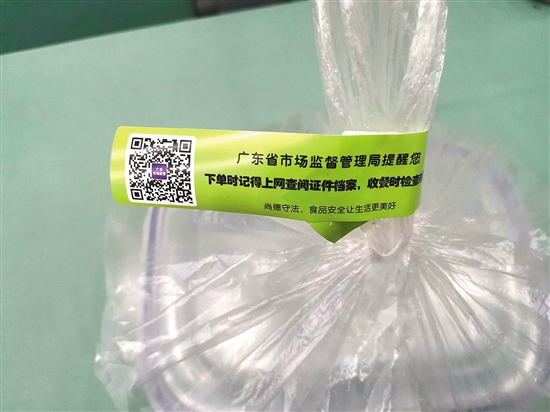 广东省市场监督管理局提醒您
下单时记得上网查阅证件档案,收餐时检查
尚德守法,食品安全让生活更美好